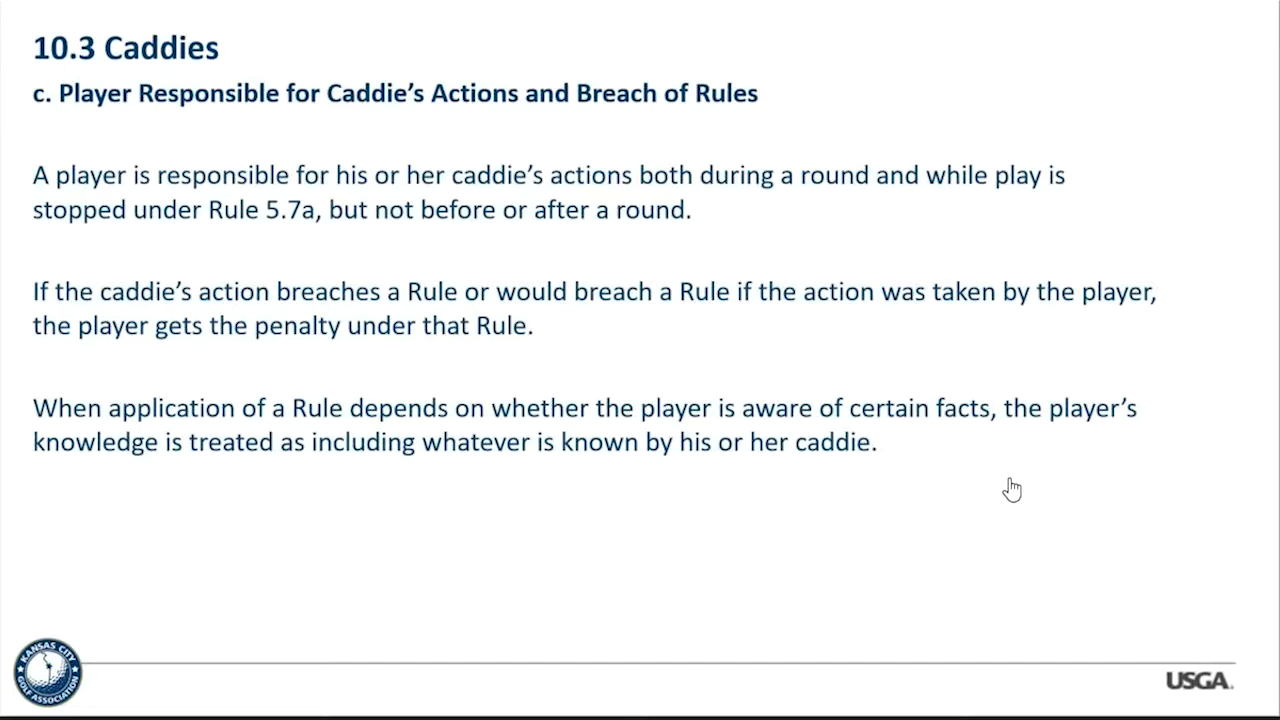 10.3 Caddies
c. Player Responsible for Caddie’s Actions and Breach of Rules
A player is responsible for his or her caddie’s actions both during a round and while play is
stopped under Rule 5.7a, but not before or after a round.
If the caddie’s action breaches a Rule or would breach a Rule if the action was taken by the player,
the player gets the penalty under that Rule.
When application of a Rule depends on whether the player is aware of certain facts, the player’s
knowledge is treated as including whatever is known by his or her caddie.
KANSAS CITY
GOLF ASSOCIATION
USGA.